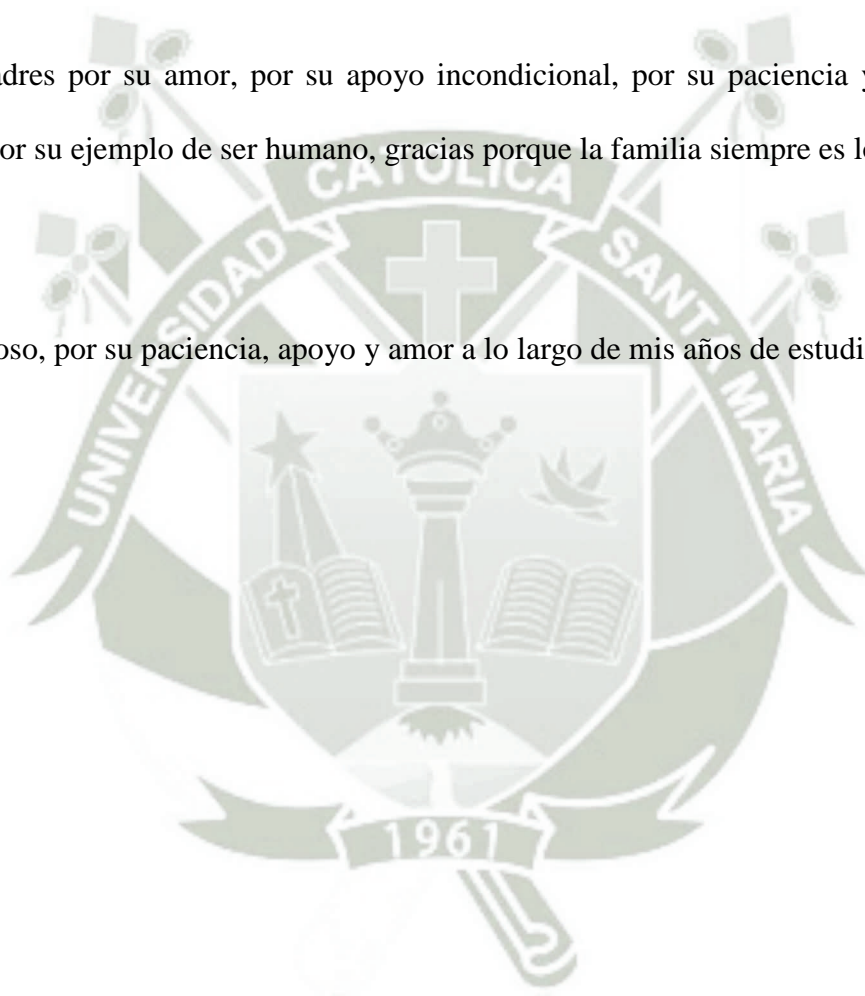 adres por su amor, por su apoyo incondicional, por su paciencia y
or su ejemplo de ser humano, gracias porque la familia siempre es lo
CATOLICA
UNIVERSIDAD
SANTA MARIA
oso, por su paciencia, apoyo y amor a lo largo de mis años de estudi
1961